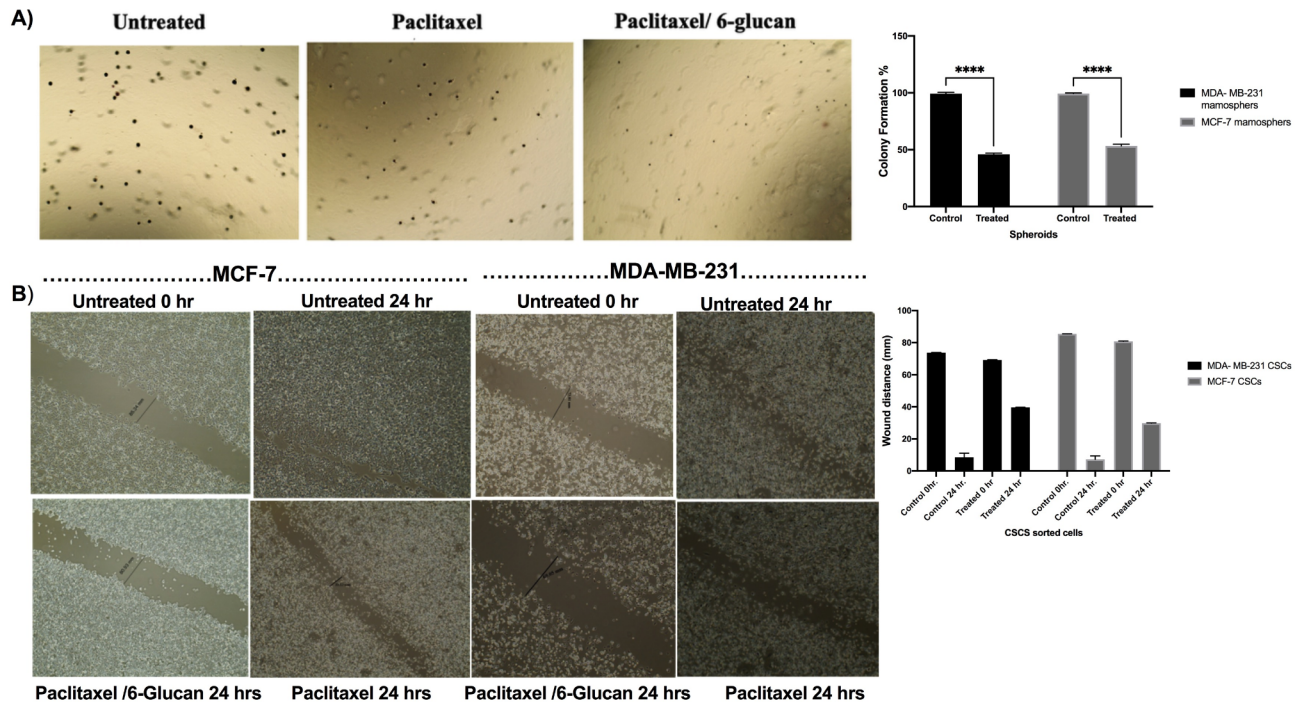 A)
Untreated
Paclitaxel
Paclitaxel/ 6-glucan
150
100
50
0
Colony Formation %
****
****
Control
Treated
Control
Treated
Spheroids
MDA- MB-231
mamosphers
MCF-7 mamosphers
B)
MCF-7
MDA-MB-231
Untreated 0 hr
Untreated 24 hr
Untreated 0 hr
Untreated 24 hr
Paclitaxel /6-Glucan 24 hrs
Paclitaxel 24 hrs
Paclitaxel /6-Glucan 24 hrs
Paclitaxel 24 hrs
100
80
60
40
20
0
Wound distance (mm)
Control 0hr.
Control 24 hr.
Treated 0 hr
Treated 24 hr
Control 0hr.
Control 24 hr.
Treated 0 hr
Treated 24 hr
CSCS sorted cells
MDA- MB-231 CSCs
MCF-7 CSCs